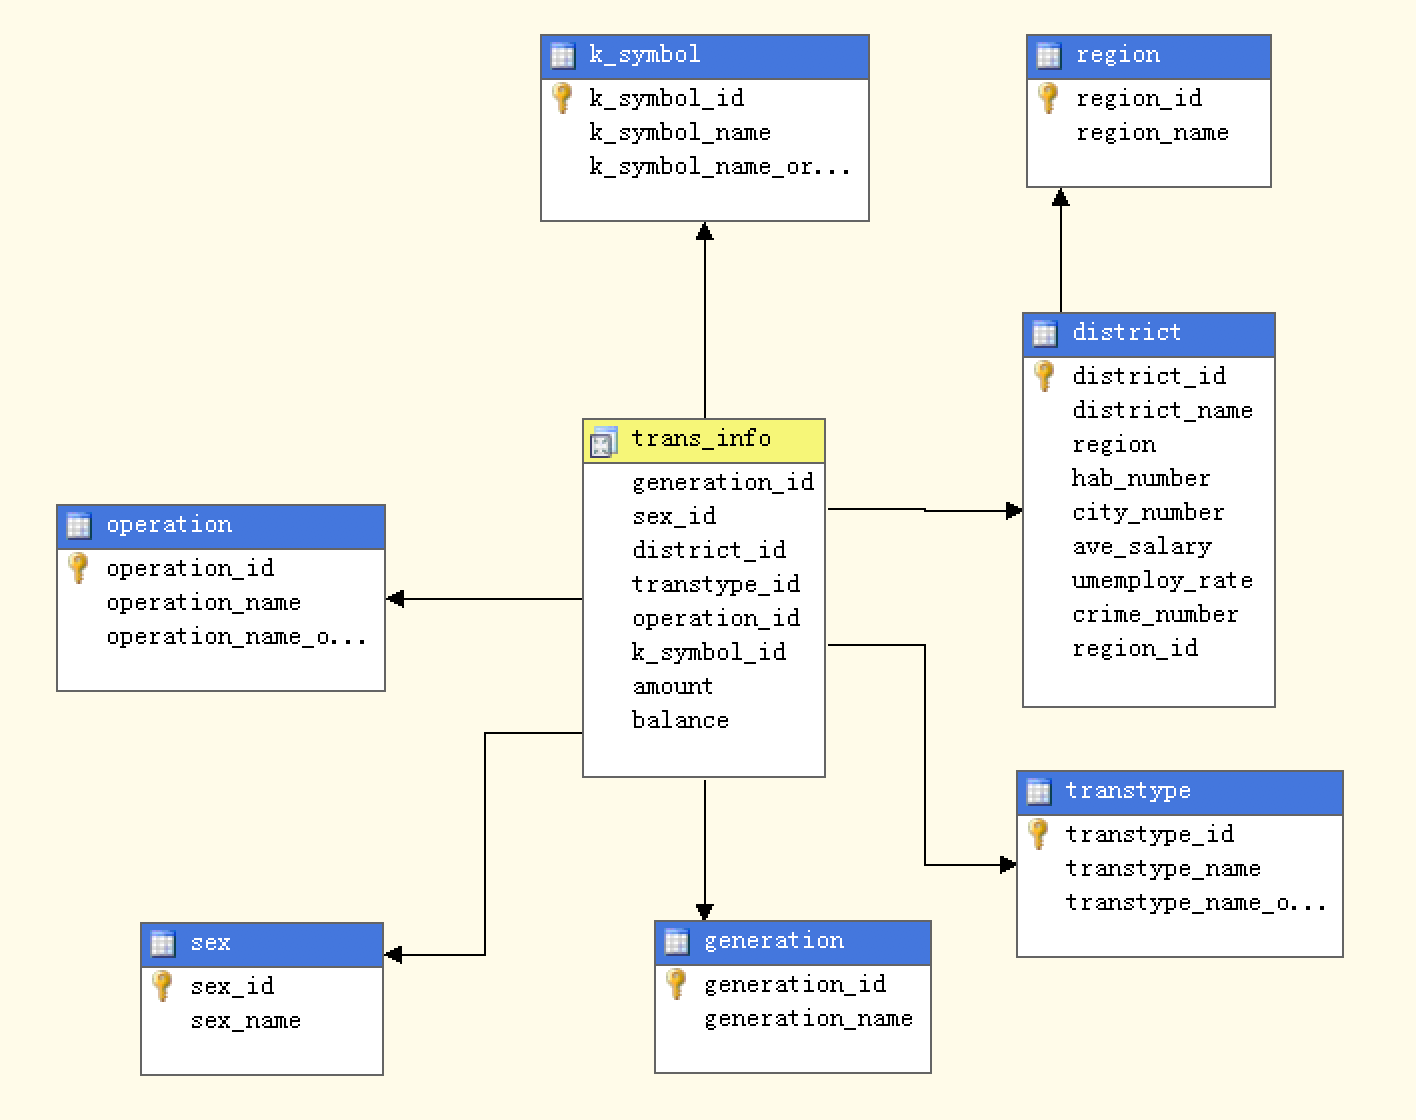 k_symbol
k_symbol_id
k_symbol_name
k_symbol_name_or...
region
region_id
region_name
district
district_id
district_name
region
hab_number
city_number
ave_salary
umemploy_rate
crime_number
region_id
trans_info
generation_id
sex_id
district_id
transtype_id
operation_id
k_symbol_id
amount
balance
operation
operation_id
operation_name
operation_name_o...
transtype
transtype_id
transtype_name
transtype_name_o...
sex
sex_id
sex_name
generation
generation_id
generation_name